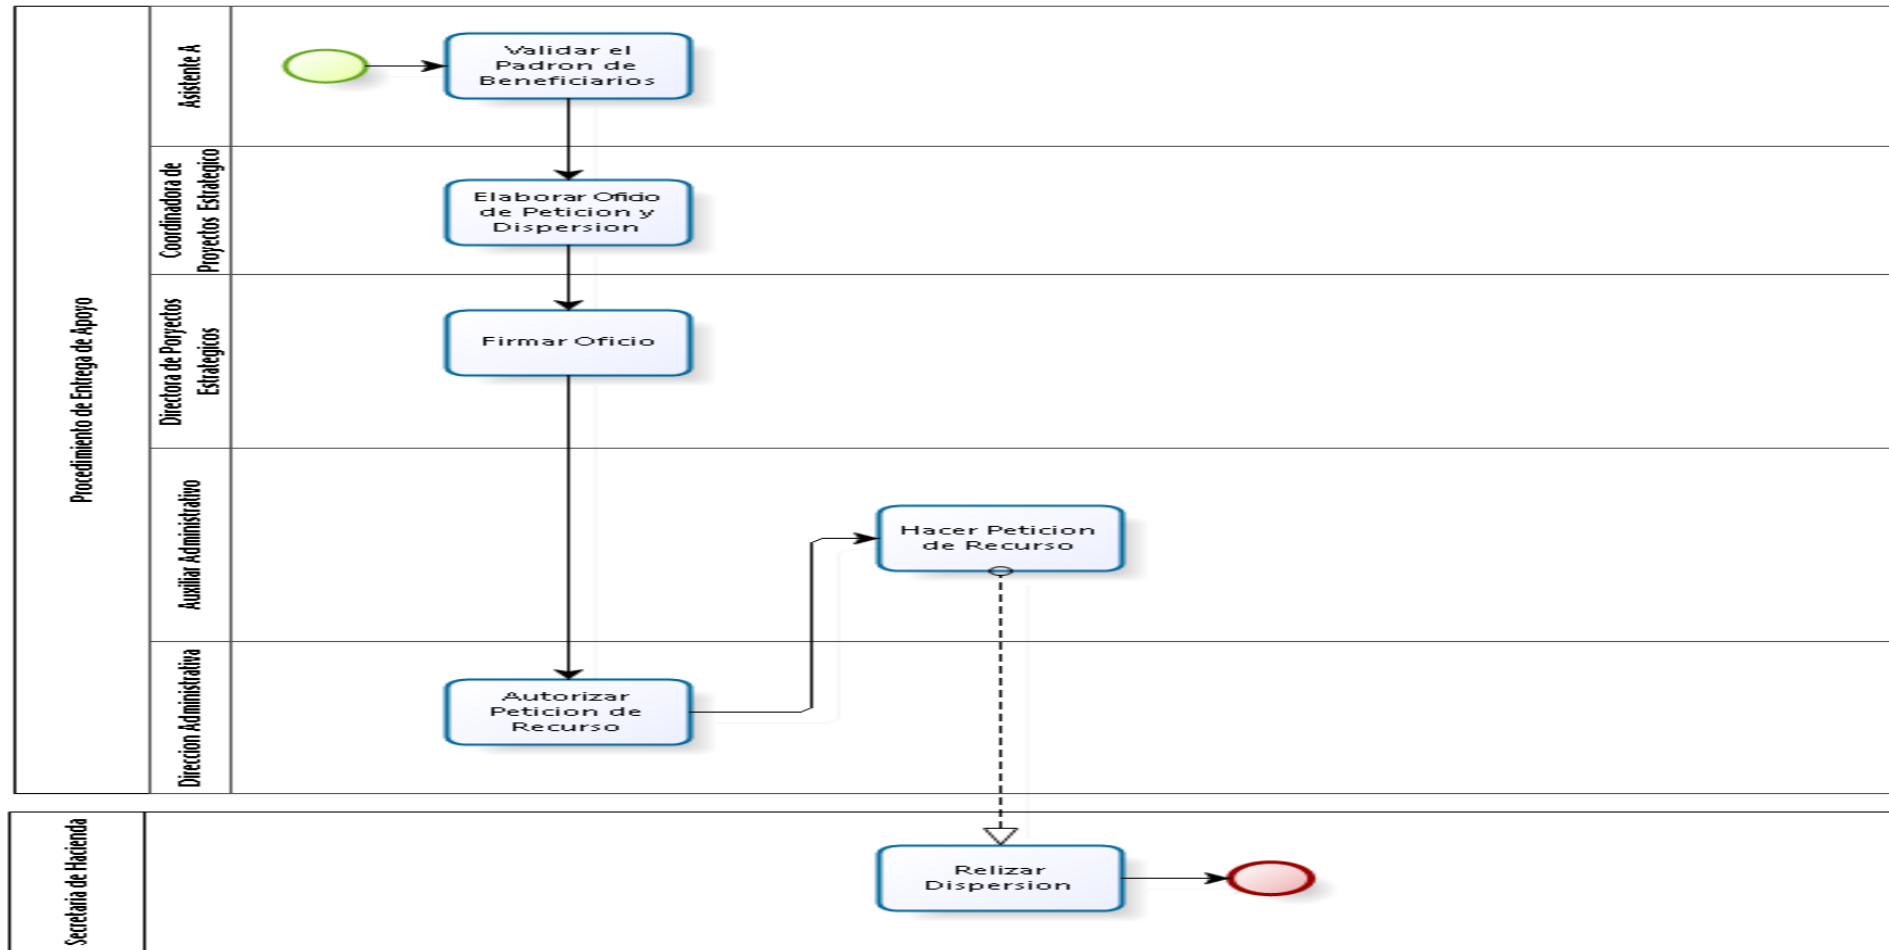 Procedimiento de Entrega de Apoyo
Asistente A
Validar el
Padron de
Beneficiarios
Coordinadora de
Proyectos Estrategico
Elaborar Oficio
de Peticion y
Dispersion
Directora de Poryectos
Estrategicos
Firmar Oficio
Auxiliar Administrativo
Hacer Peticion
de Recurso
Direccion Administrativa
Autorizar
Peticion de
Recurso
Secretaria de Hacienda
Relizar
Dispersion